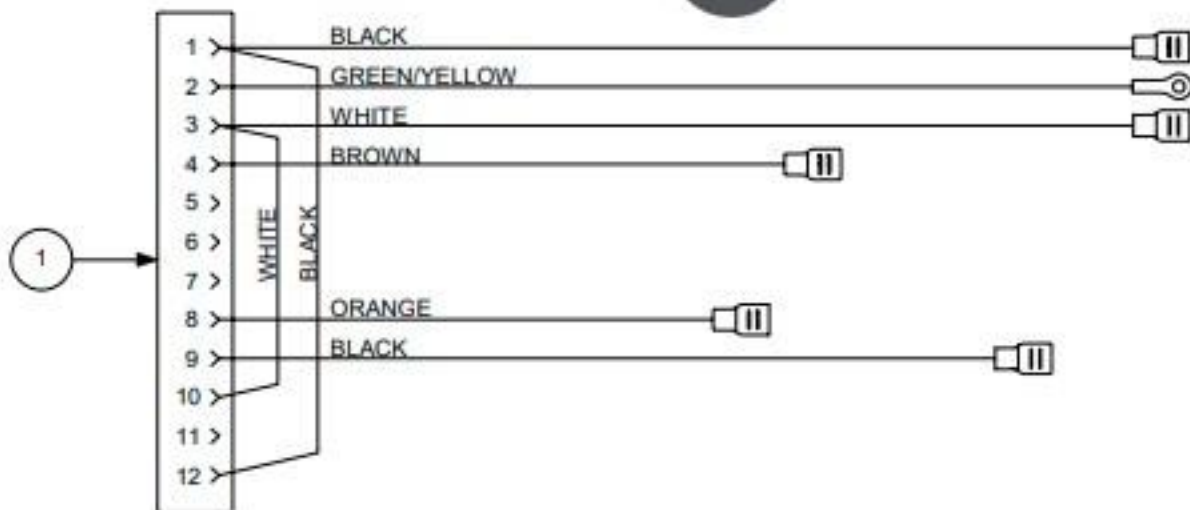 1 BLACK
2 GREEN/YELLOW
3 WHITE
4 BROWN
5
6
7
8 ORANGE
9 BLACK
10
11
12
WHITE
BLACK
1